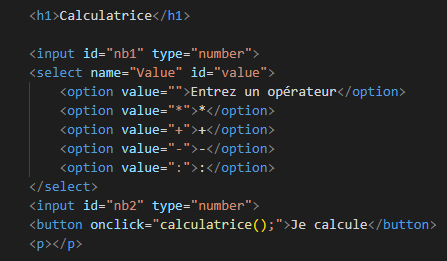 <h1>Calculatrice</h1>
<input id="nb1" type="number">
<select name="Value" id="value">
<option value="">Entrez un opérateur</option>
<option value="*">*</option>
<option value="+">+</option>
<option value="-">-</option>
<option value=":">:</option>
</select>
<input id="nb2" type="number">
<button onclick="calculatrice();">Je calcule</button>
<p></p>